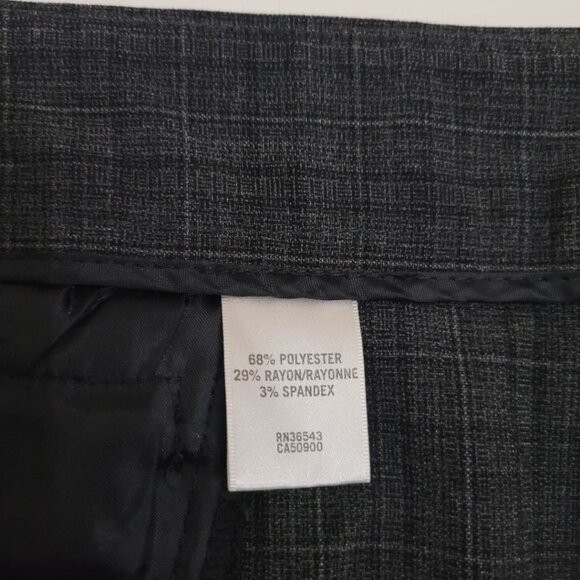 68% POLYESTER
29% RAYON/RAYONNE
3% SPANDEX
RN36543
CA50900